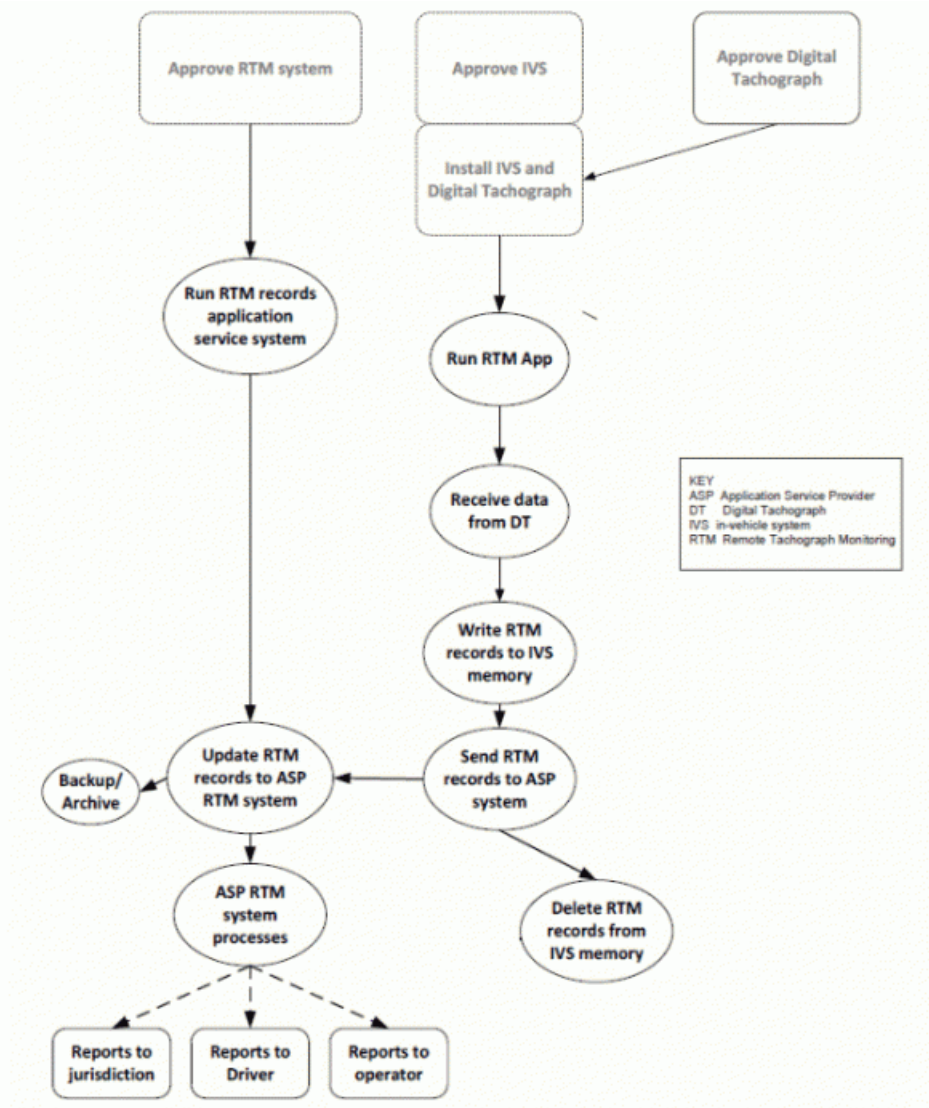 Approve RTM system
Approve IVS
Approve Digital
Tachograph
Install IVS and
Digital Tachograph
Run RTM records
application
service system
Run RTM App
Receive data
from DT
KEY
ASP Application Service Provider
DT Digital Tachograph
IVS in-vehicle system
RTM Remote Tachograph Monitoring
Write RTM
records to IVS
memory
Update RTM
records to ASP
RTM system
Send RTM
records to ASP
system
Backup/
Archive
ASP RTM
system
processes
Delete RTM
records from
IVS memory
Reports to
jurisdiction
Reports to
Driver
Reports to
operator